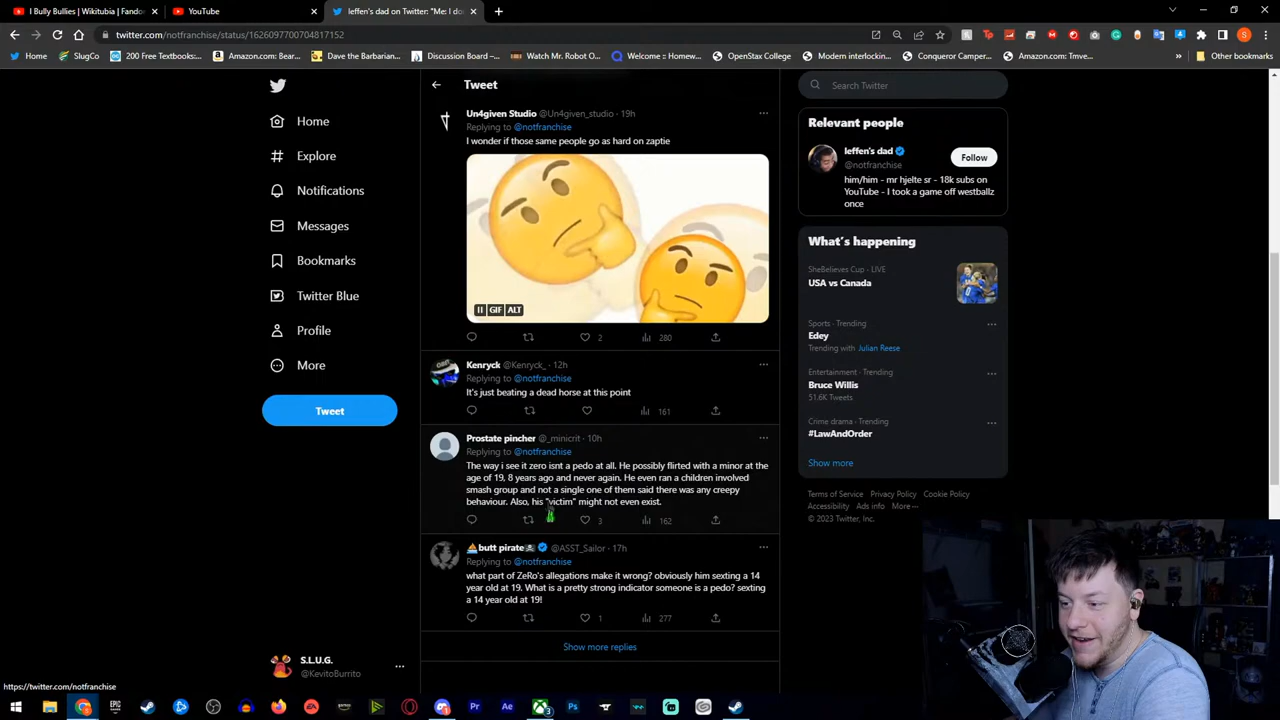 I Bully Bullies | Wikitubia | Fando
YouTube
leffen's dad on Twitter: "Me: I do
twitter.com/notfranchise/status/1626097700704817152
Home
SlugCo
200 Free Textbooks:...
Amazon.com: Bear...
Dave the Barbarian...
Discussion Board –...
Watch Mr. Robot O...
Welcome :: Homew...
OpenStax College
Modern interlockin...
Conqueror Camper...
Amazon.com: Tmve...
Other bookmarks
Home
Explore
Notifications
Messages
Bookmarks
Twitter Blue
Profile
More
Tweet
S.L.U.G.
@KevitoBurrito
https://twitter.com/notfranchise
Tweet
Un4given Studio @Un4given_studio · 19h
Replying to @notfranchise
I wonder if those same people go as hard on zaptie
GIF ALT
2 280
Kenryck @Kenryck_ · 12h
Replying to @notfranchise
It's just beating a dead horse at this point
161
Prostate pincher @_minicrit · 10h
Replying to @notfranchise
The way i see it zero isnt a pedo at all. He possibly flirted with a minor at the
age of 19, 8 years ago and never again. He even ran a children involved
smash group and not a single one of them said there was any creepy
behaviour. Also, his "victim" might not even exist.
3 162
butt pirate @ASST_Sailor · 17h
Replying to @notfranchise
what part of ZeRo's allegations make it wrong? obviously him sexting a 14
year old at 19. What is a pretty strong indicator someone is a pedo? sexting
a 14 year old at 19!
1 277
Show more replies
Search Twitter
Relevant people
leffen's dad
@notfranchise
Follow
him/him - mr hjelte sr - 18k subs on
YouTube - I took a game off westballz
once
What's happening
SheBelieves Cup · LIVE
USA vs Canada
Sports · Trending
Edey
Trending with Julian Reese
Entertainment · Trending
Bruce Willis
51.6K Tweets
Crime drama · Trending
#LawAndOrder
Show more
Terms of Service Privacy Policy Cookie Policy
Accessibility Ads info More ···
© 2023 Twitter, Inc.